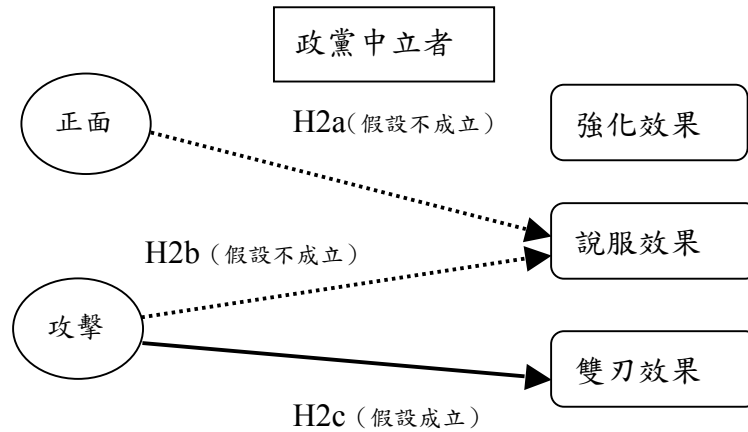 政黨中立者
正面
H2a(假設不成立)
強化效果
說服效果
H2b（假設不成立）
攻擊
雙刃效果
H2c（假設成立）